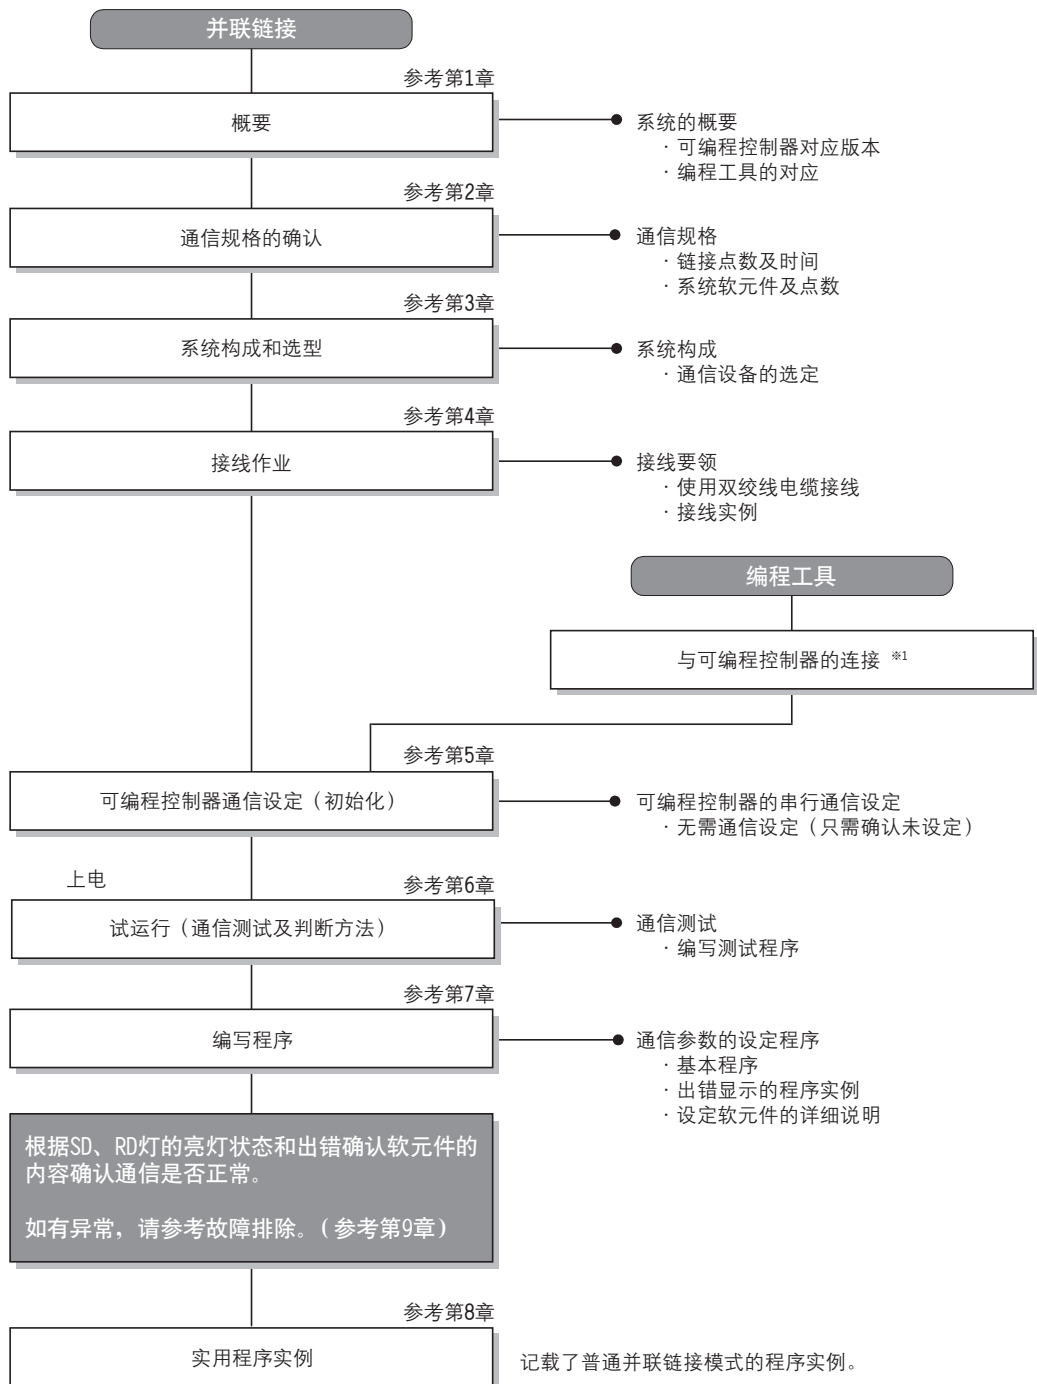 并联链接
参考第1章
概要
系统的概要
·可编程控制器对应版本
·编程工具的对应
参考第2章
通信规格的确认
通信规格
·链接点数及时间
·系统软元件及点数
参考第3章
系统构成和选型
系统构成
·通信设备的选定
参考第4章
接线作业
接线要领
·使用双绞线电缆接线
·接线实例
编程工具
与可编程控制器的连接 ※1
参考第5章
可编程控制器通信设定（初始化）
可编程控制器的串行通信设定
·无需通信设定（只需确认未设定）
上电
参考第6章
试运行（通信测试及判断方法）
通信测试
·编写测试程序
参考第7章
编写程序
通信参数的设定程序
·基本程序
·出错显示的程序实例
·设定软元件的详细说明
根据SD、RD灯的亮灯状态和出错确认软元件的
内容确认通信是否正常。
如有异常，请参考故障排除。（参考第9章）
参考第8章
实用程序实例
记载了普通并联链接模式的程序实例。